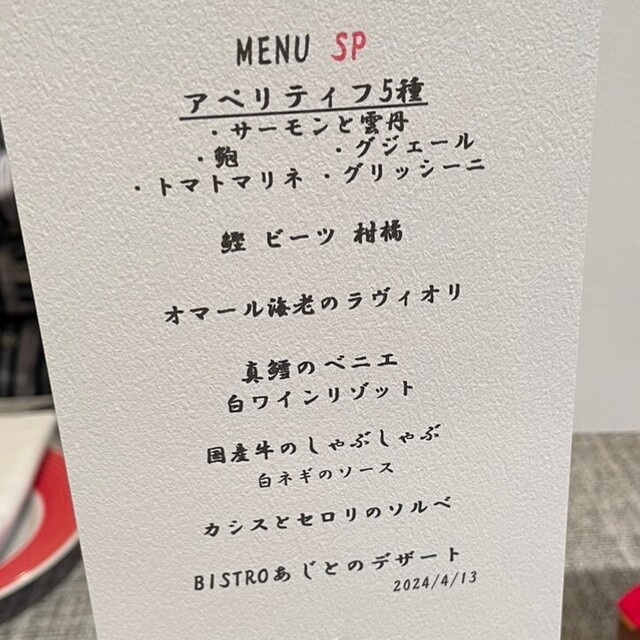 MENU SP
アペリティフ5種
・サーモンと雲丹
・鮑 ・グジェール
・トマトマリネ ・グリッシーニ
鰹 ビーツ 柑橘
オマール海老のラヴィオリ
真鱈のベニエ
白ワインリゾット
国産牛のしゃぶしゃぶ
白ネギのソース
カシスとセロリのソルベ
BISTROあじとのデザート
2024/4/13